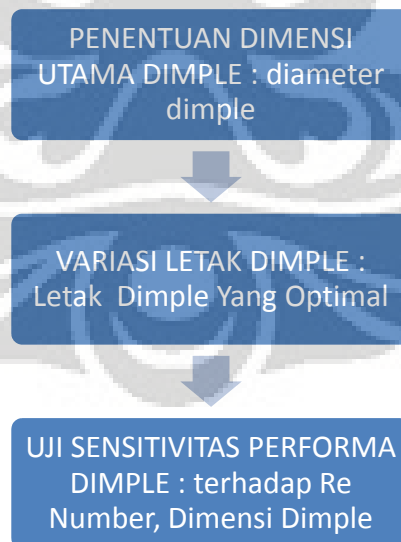 PENENTUAN DIMENSI
UTAMA DIMPLE : diameter
dimple
VARIASI LETAK DIMPLE :
Letak Dimple Yang Optimal
UJI SENSITIVITAS PERFORMA
DIMPLE : terhadap Re
Number, Dimensi Dimple